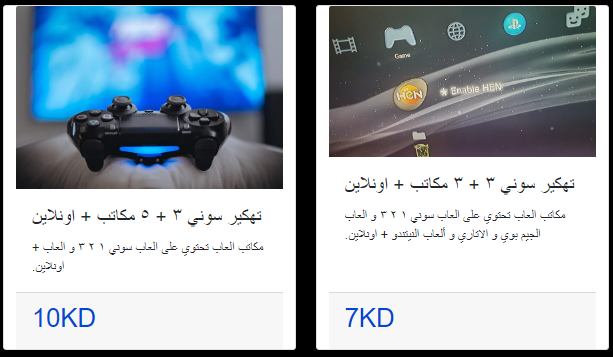 تهكير سوني ٣ + ٥ مكاتب + اونلاين
مكاتب العاب تحتوي على العاب سوني ١ ٢ ٣ و العاب +
اونلاين.
10KD
Game
HEN
Enable HEN
تهكير سوني ٣ + ٣ مكاتب + اونلاين
مكاتب العاب تحتوي على العاب سوني ١ ٢ ٣ و العاب
الجيم بوي و الاتاري و ألعاب النيتندو + اونلاين.
7KD